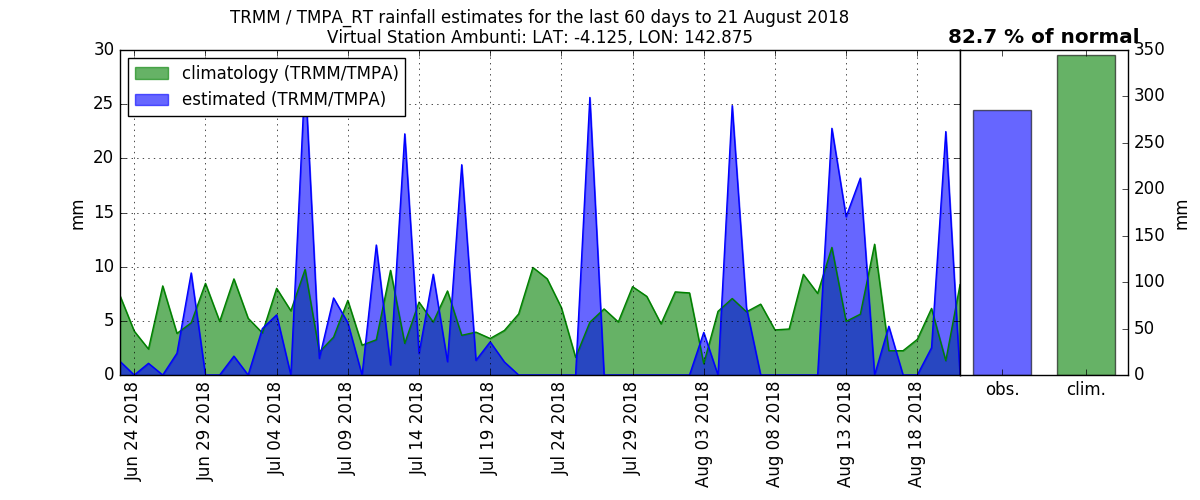 TRMM / TMPA_RT rainfall estimates for the last 60 days to 21 August 2018
Virtual Station Ambunti: LAT: -4.125, LON: 142.875
82.7 % of normal
climatology (TRMM/TMPA)
estimated (TRMM/TMPA)
30
25
20
15
10
5
0
mm
350
300
250
200
150
100
50
0
mm
Jun 24 2018
Jun 29 2018
Jul 04 2018
Jul 09 2018
Jul 14 2018
Jul 19 2018
Jul 24 2018
Jul 29 2018
Aug 03 2018
Aug 08 2018
Aug 13 2018
Aug 18 2018
obs.
clim.